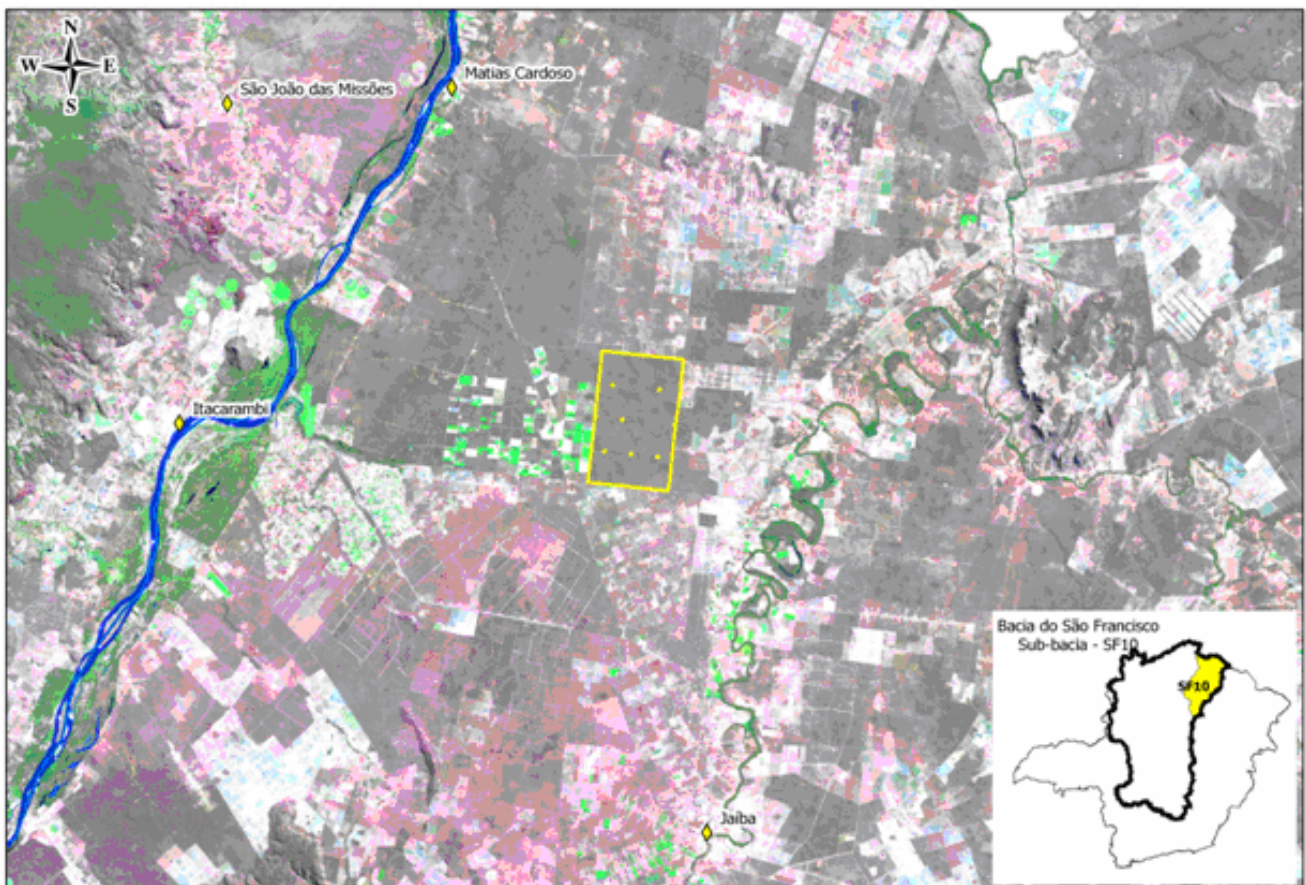 N
W E
S
São João das Missões
Matias Cardoso
Itacarambi
Jaíba
Bacia do São Francisco
Sub-bacia - SF10
SF10